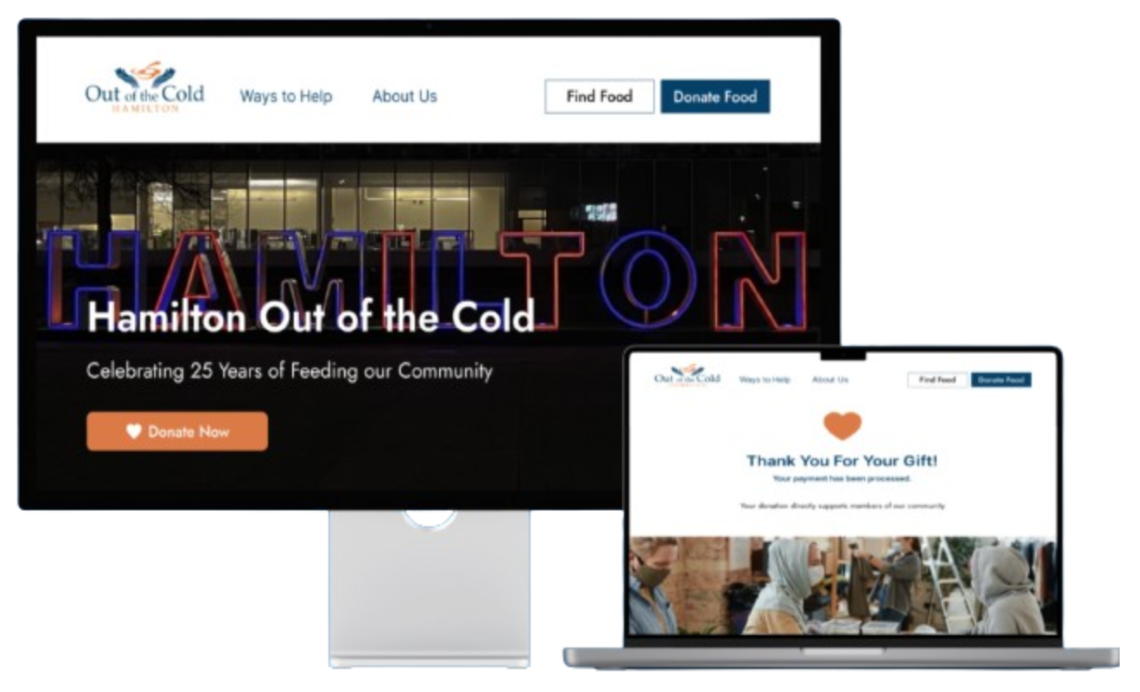 Out of the Cold
HAMILTON
Ways to Help
About Us
Find Food
Donate Food
HAMILTON
Hamilton Out of the Cold
Celebrating 25 Years of Feeding our Community
Donate Now
Out of the Cold
Ways to Help
About Us
Find Food
Donate Food
Thank You For Your Gift!
Your payment has been processed.
Your donation directly supports members of our community